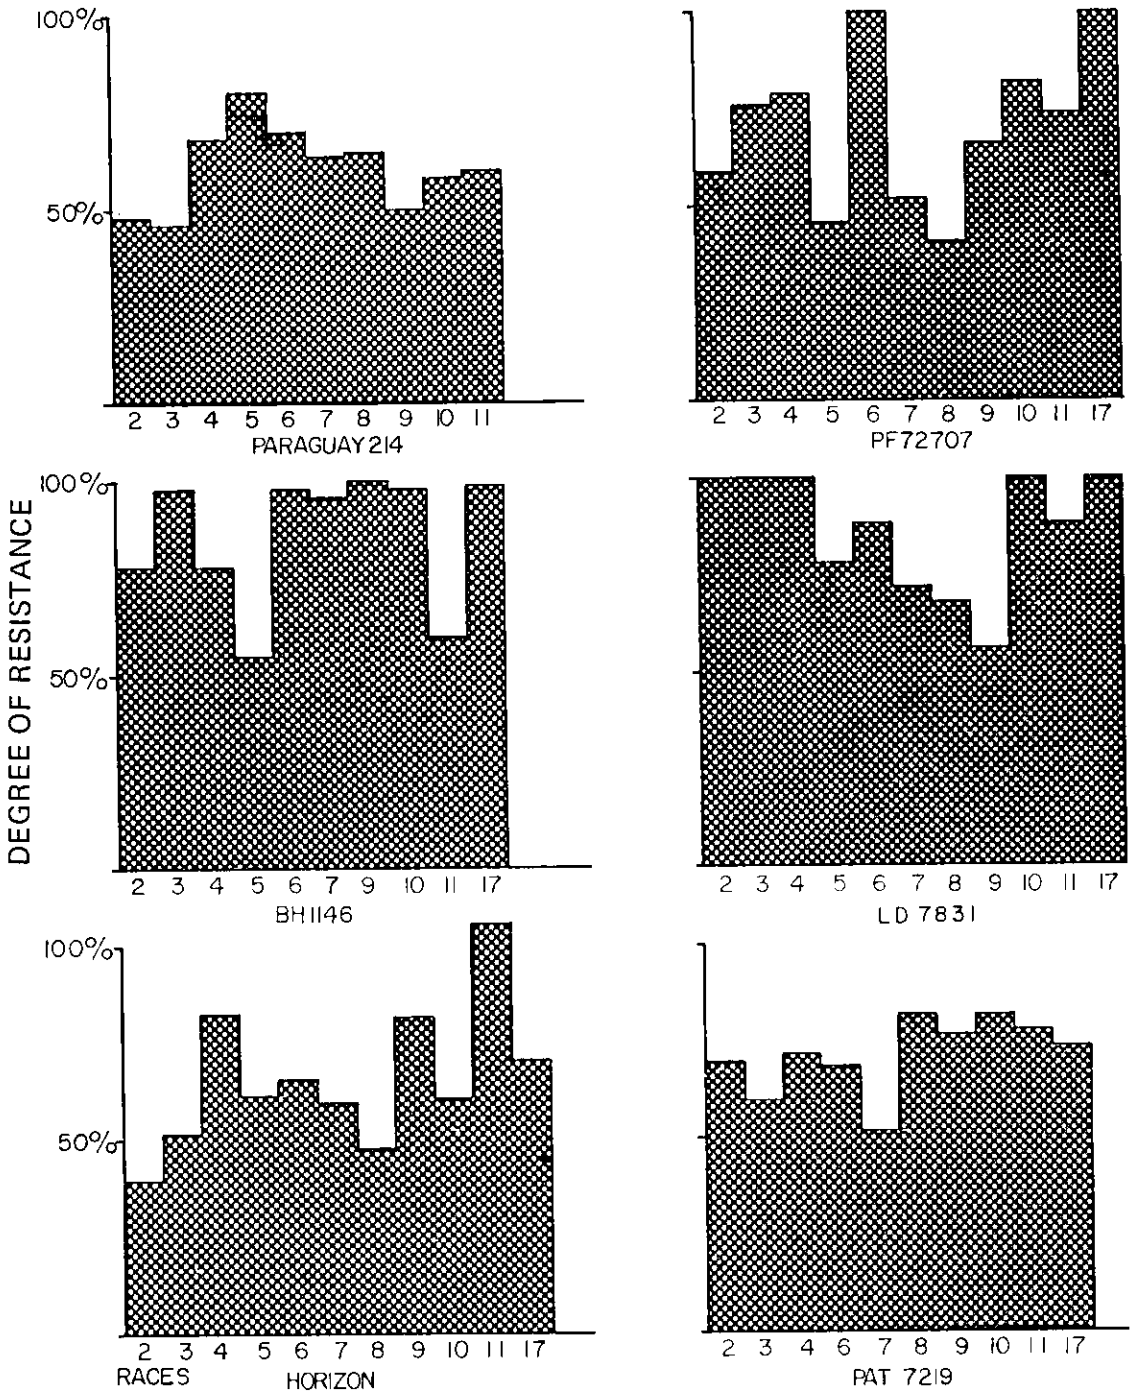 100%
50%
2 3 4 5 6 7 8 9 10 11
PARAGUAY 214
2 3 4 5 6 7 8 9 10 11 17
PF72707
DEGREE OF RESISTANCE
100%
50%
2 3 4 5 6 7 9 10 11 17
BH1146
2 3 4 5 6 7 8 9 10 11 17
LD 7831
100%
50%
2 3 4 5 6 7 8 9 10 11 17
RACES
HORIZON
2 3 4 6 7 8 9 10 11 17
PAT 7219